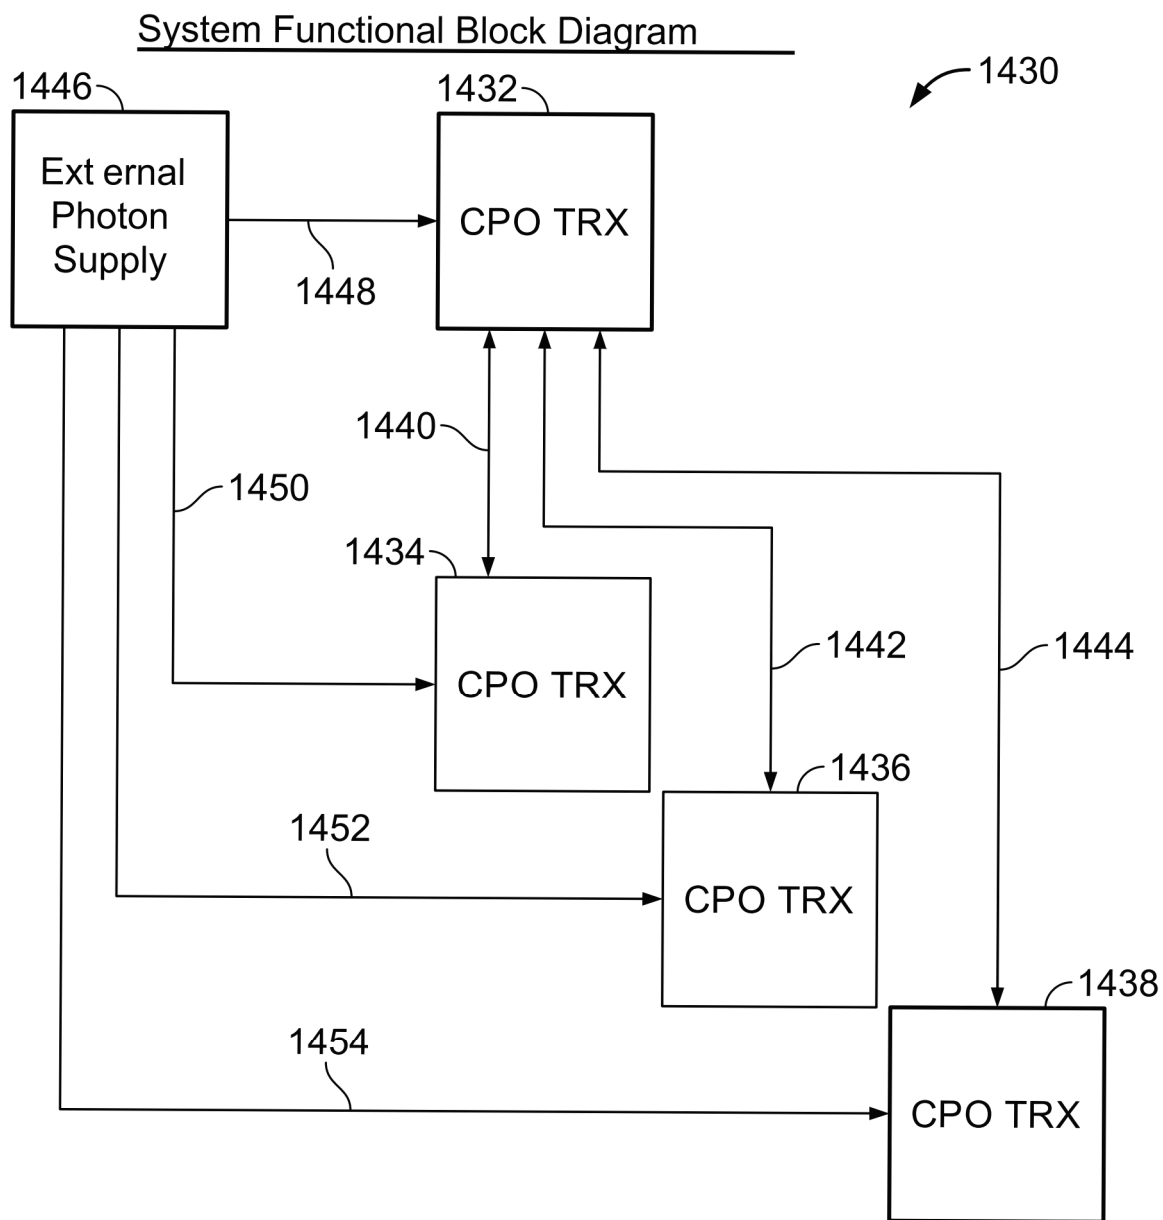 System Functional Block Diagram
1430
1446
1432
Ext ernal
Photon
Supply
CPO TRX
1448
1440
1450
1434
CPO TRX
1442
1444
1436
1452
CPO TRX
1438
1454
CPO TRX